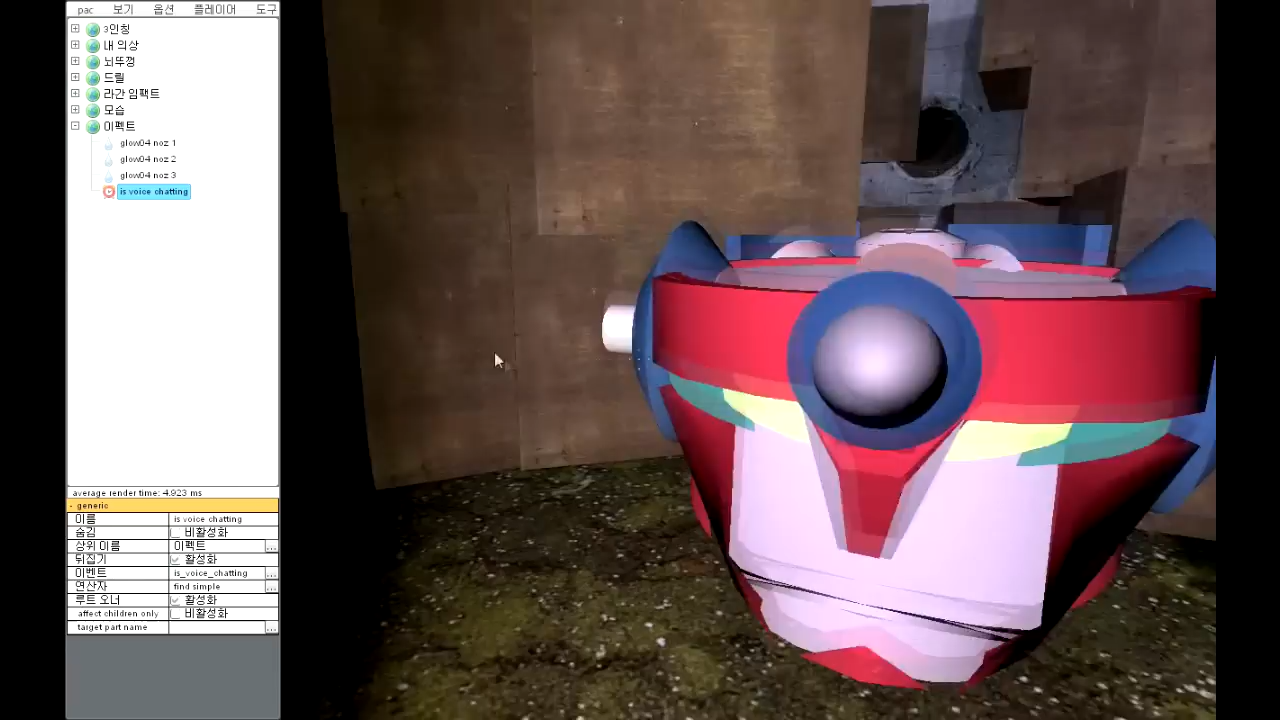 pac 보기 옵션 플레이어 도구
3인칭
내 의상
뇌뚜껑
드릴
라간 임팩트
모습
이펙트
glow04 noz 1
glow04 noz 2
glow04 noz 3
is voice chatting
average render time: 4.923 ms
- generic
이름 is voice chatting
숨김 비활성화
상위 이름 이펙트 ...
뒤집기 활성화
이벤트 is_voice_chatting ...
연산자 find simple ...
루트 오너 활성화
affect children only 비활성화
target part name ...